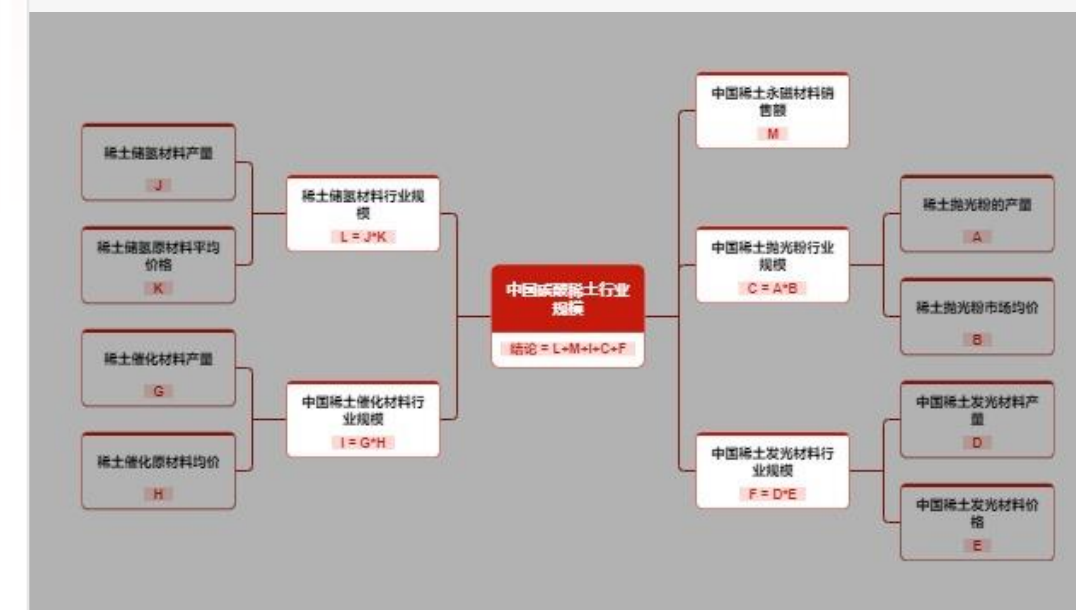 稀土储氢材料产量
J
稀土储氢原材料平均
价格
K
稀土催化材料产量
G
稀土催化原材料均价
H
稀土储氢材料行业规
模
L = J*K
中国稀土催化材料行
业规模
I = G*H
中国碳酸稀土行业
规模
结论 = L+M+I+C+F
中国稀土永磁材料销
售额
M
中国稀土抛光粉行业
规模
C = A*B
中国稀土发光材料行
业规模
F = D*E
稀土抛光粉的产量
A
稀土抛光粉市场均价
B
中国稀土发光材料产
量
D
中国稀土发光材料价
格
E